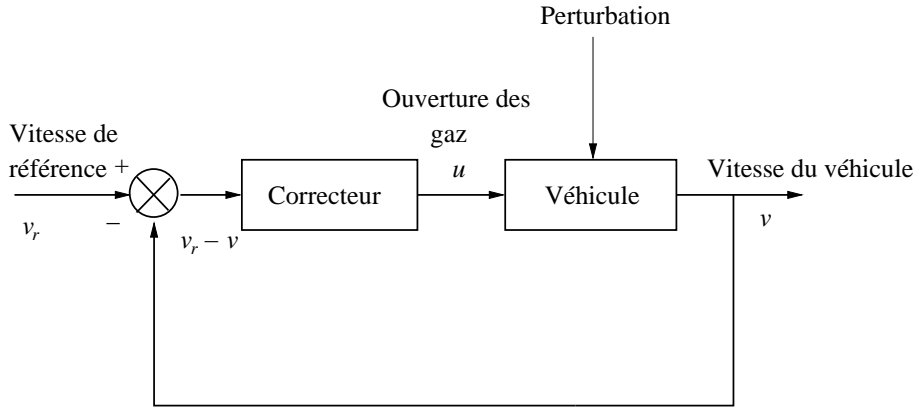 Perturbation
Ouverture des
gaz
u
Vitesse de
référence +
Correcteur
Véhicule
Vitesse du véhicule
v_r
−
v_r − v
v